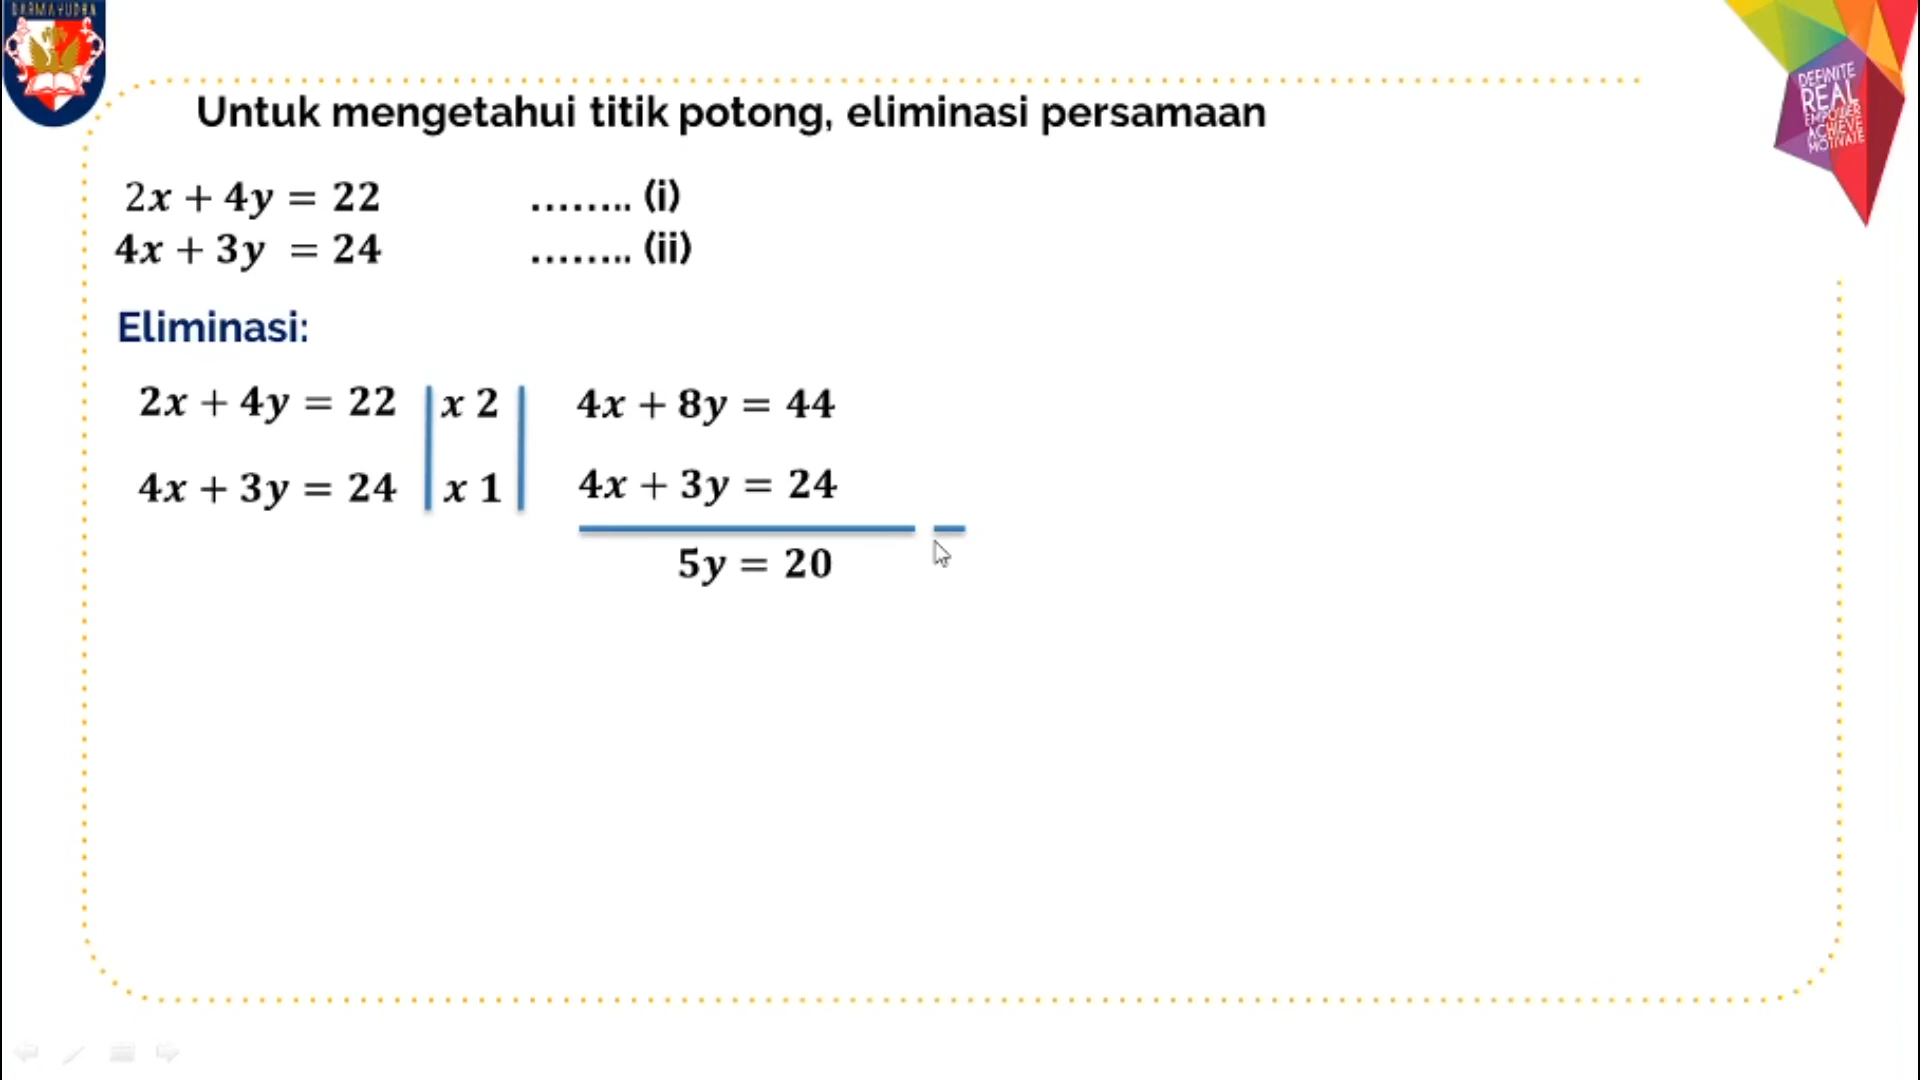 DARMAYUDHA
DEFINITE
REAL
EMPOWER
ACHIEVE
MOTIVATE
Untuk mengetahui titik potong, eliminasi persamaan
2x + 4y = 22 …….. (i)
4x + 3y = 24 …….. (ii)
Eliminasi:
2x + 4y = 22 | x 2 | 4x + 8y = 44
4x + 3y = 24 | x 1 | 4x + 3y = 24
5y = 20